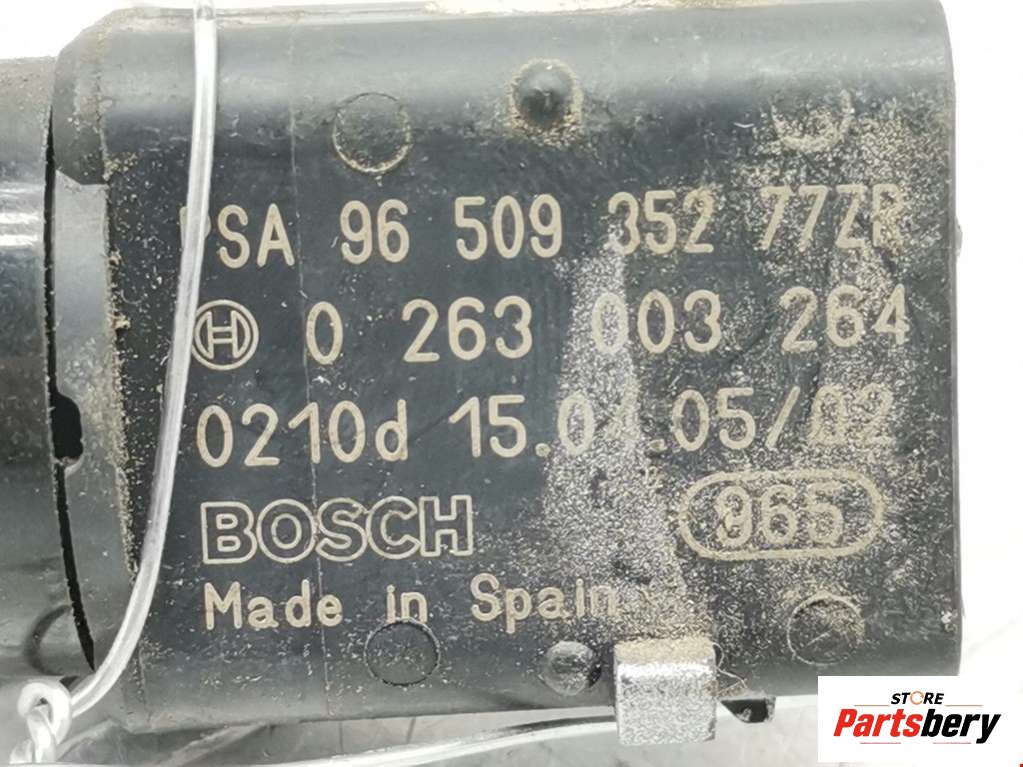 PSA 96 509 352 77ZR
0 263 003 264
0210d 15.04.05/02
BOSCH
965
Made in Spain
STORE
Partsbery